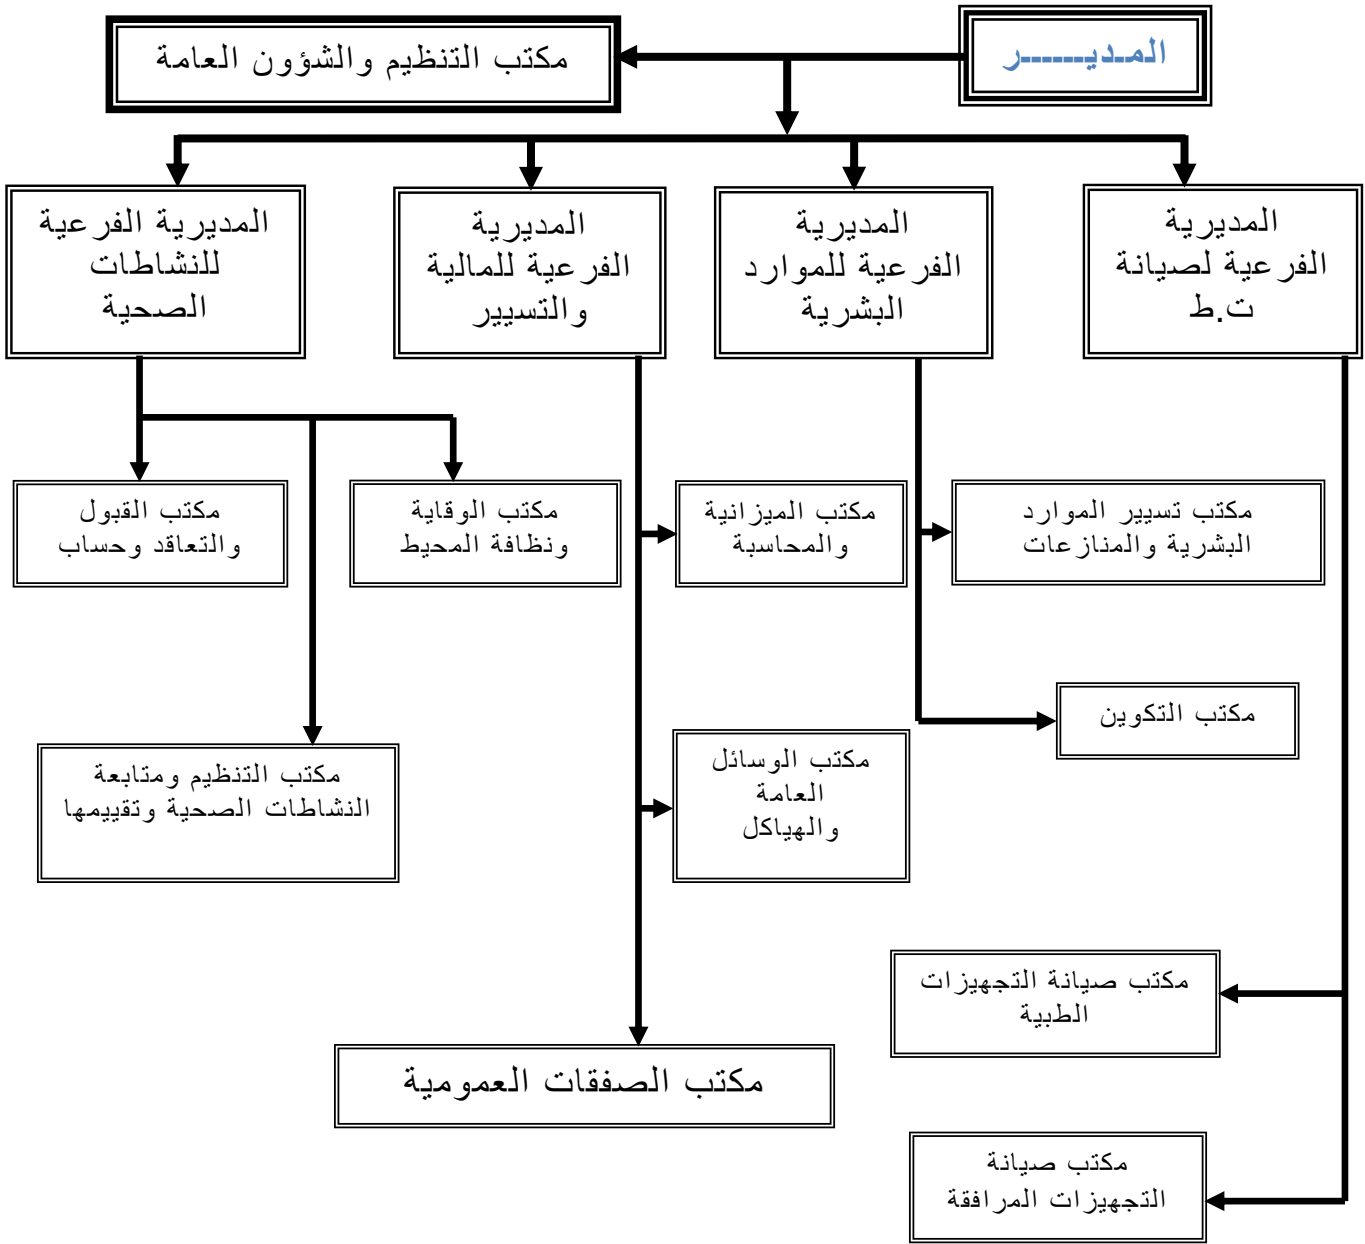 المـديـــــــر
مكتب التنظيم والشؤون العامة
المديرية
الفرعية لصيانة
ت.ط
المديرية
الفرعية للموارد
البشرية
المديرية
الفرعية للمالية
والتسيير
المديرية الفرعية
للنشاطات
الصحية
مكتب تسيير الموارد
البشرية والمنازعات
مكتب الميزانية
والمحاسبة
مكتب الوقاية
ونظافة المحيط
مكتب القبول
والتعاقد وحساب
مكتب التكوين
مكتب الوسائل
العامة
والهياكل
مكتب التنظيم ومتابعة
النشاطات الصحية وتقييمها
مكتب صيانة التجهيزات
الطبية
مكتب الصفقات العمومية
مكتب صيانة
التجهيزات المرافقة